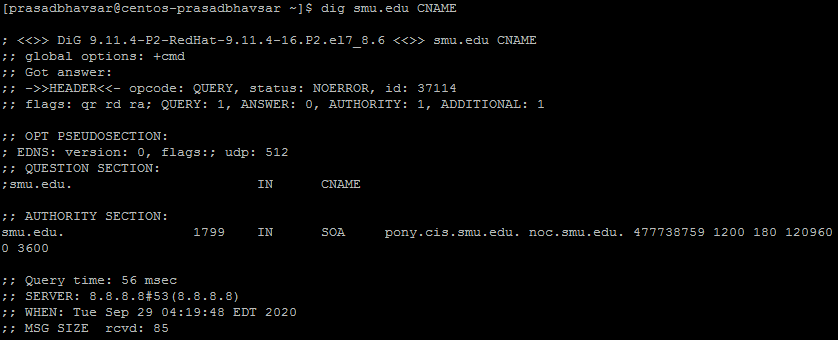 [prasadbhavsar@centos-prasadbhavsar ~]$ dig smu.edu CNAME
; <<>> DiG 9.11.4-P2-RedHat-9.11.4-16.P2.el7_8.6 <<>> smu.edu CNAME
;; global options: +cmd
;; Got answer:
;; ->>HEADER<<- opcode: QUERY, status: NOERROR, id: 37114
;; flags: qr rd ra; QUERY: 1, ANSWER: 0, AUTHORITY: 1, ADDITIONAL: 1
;; OPT PSEUDOSECTION:
; EDNS: version: 0, flags:; udp: 512
;; QUESTION SECTION:
;smu.edu. IN CNAME
;; AUTHORITY SECTION:
smu.edu. 1799 IN SOA pony.cis.smu.edu. noc.smu.edu. 477738759 1200 180 120960
0 3600
;; Query time: 56 msec
;; SERVER: 8.8.8.8#53(8.8.8.8)
;; WHEN: Tue Sep 29 04:19:48 EDT 2020
;; MSG SIZE rcvd: 85